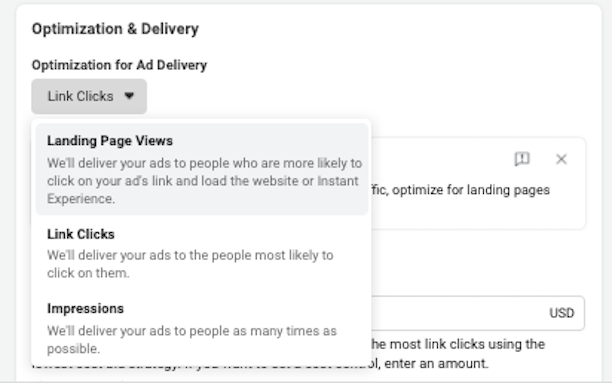 Optimization & Delivery
Optimization for Ad Delivery
Link Clicks
Landing Page Views
We'll deliver your ads to people who are more likely to
click on your ad's link and load the website or Instant
Experience.
ffic, optimize for landing pages
Link Clicks
We'll deliver your ads to the people most likely to
click on them.
Impressions
We'll deliver your ads to people as many times as
possible.
USD
he most link clicks using the
, enter an amount.